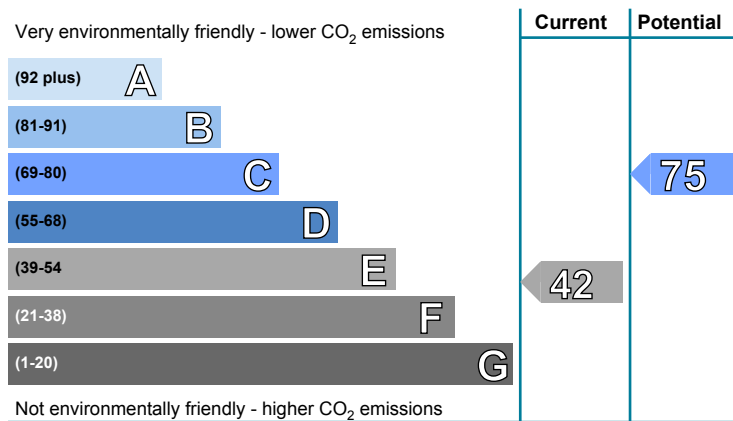 Current Potential
Very environmentally friendly - lower CO2 emissions
(92 plus) A
(81-91) B
(69-80) C 75
(55-68) D
(39-54 E 42
(21-38) F
(1-20) G
Not environmentally friendly - higher CO2 emissions